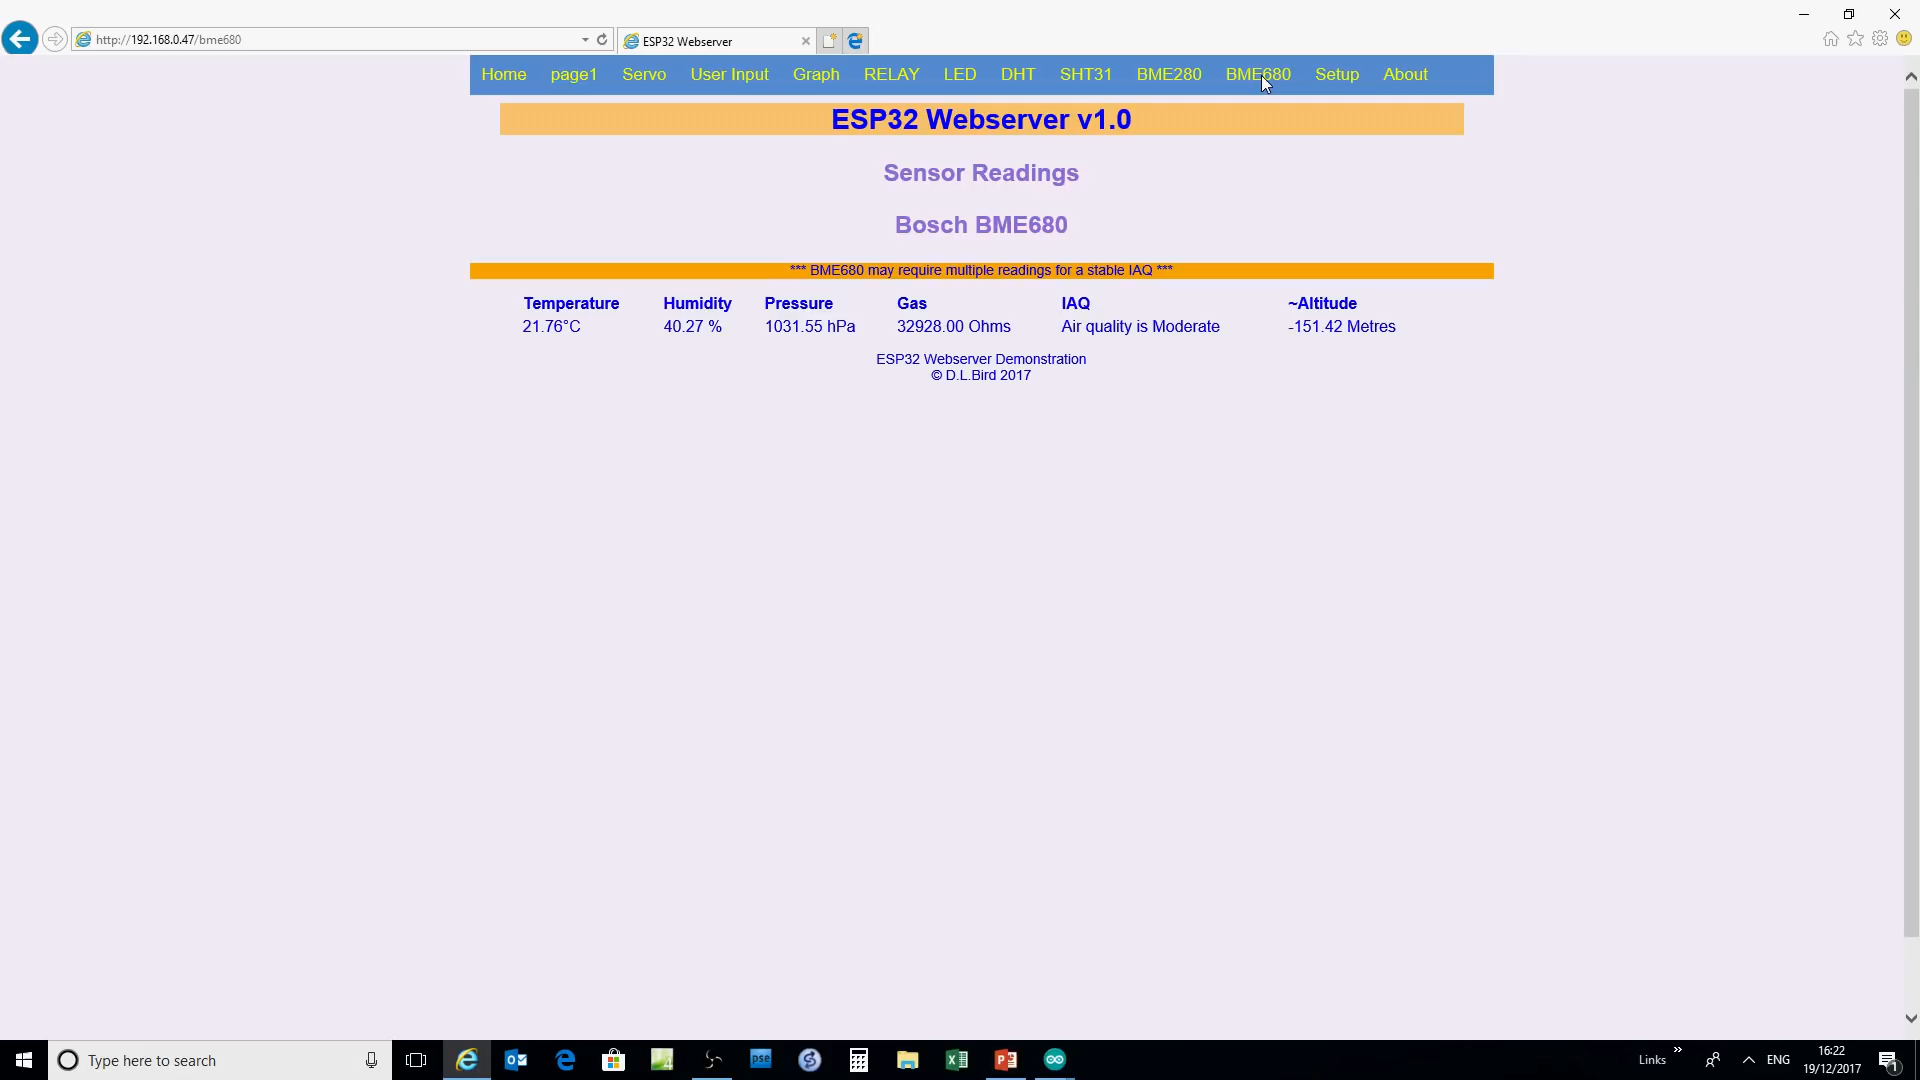 http://192.168.0.47/bme680
ESP32 Webserver
Home page1 Servo User Input Graph RELAY LED DHT SHT31 BME280 BME680 Setup About
ESP32 Webserver v1.0
Sensor Readings
Bosch BME680
*** BME680 may require multiple readings for a stable IAQ ***
Temperature Humidity Pressure Gas IAQ ~Altitude
21.76°C 40.27 % 1031.55 hPa 32928.00 Ohms Air quality is Moderate -151.42 Metres
ESP32 Webserver Demonstration
© D.L.Bird 2017
Type here to search
pse
Links
ENG
16:22
19/12/2017
1